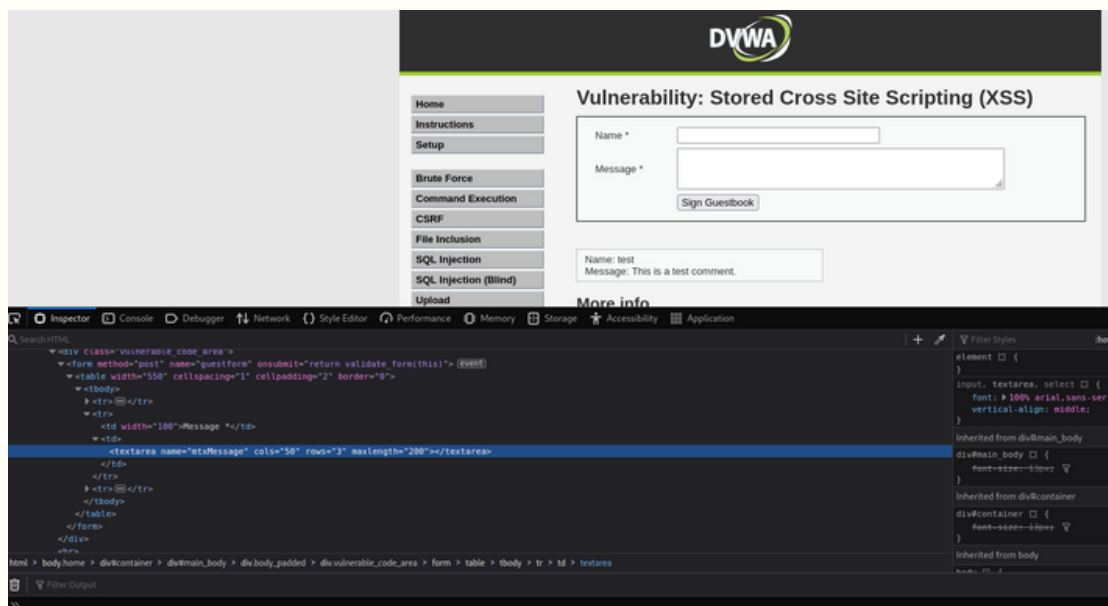 DVWA
Vulnerability: Stored Cross Site Scripting (XSS)
Home
Instructions
Setup
Brute Force
Command Execution
CSRF
File Inclusion
SQL Injection
SQL Injection (Blind)
Upload
Name *
Message *
Sign Guestbook
Name: test
Message: This is a test comment.
More info
Inspector Console Debugger Network {} Style Editor Performance Memory Storage Accessibility Application
Search HTML
<div class="vulnerable_code_area">
<form method="post" name="guestform" onsubmit="return validate_form(this)"> event
<table width="550" cellspacing="1" cellpadding="2" border="0">
<tbody>
<tr></tr>
<tr>
<td width="100">Message *</td>
<td>
<textarea name="mtxMessage" cols="50" rows="3" maxlength="200"></textarea>
</td>
</tr>
<tr></tr>
</tbody>
</table>
</form>
</div>
<hr>
html > body.home > div#container > div#main_body > div.body_padded > div.vulnerable_code_area > form > table > tbody > tr > td > textarea
Filter Output
Filter Styles :ho
element {
}
input, textarea, select {
font: 100% arial,sans-ser
vertical-align: middle;
}
Inherited from div#main_body
div#main_body {
font-size: 13px;
}
Inherited from div#container
div#container {
font-size: 13px;
}
Inherited from body
body {